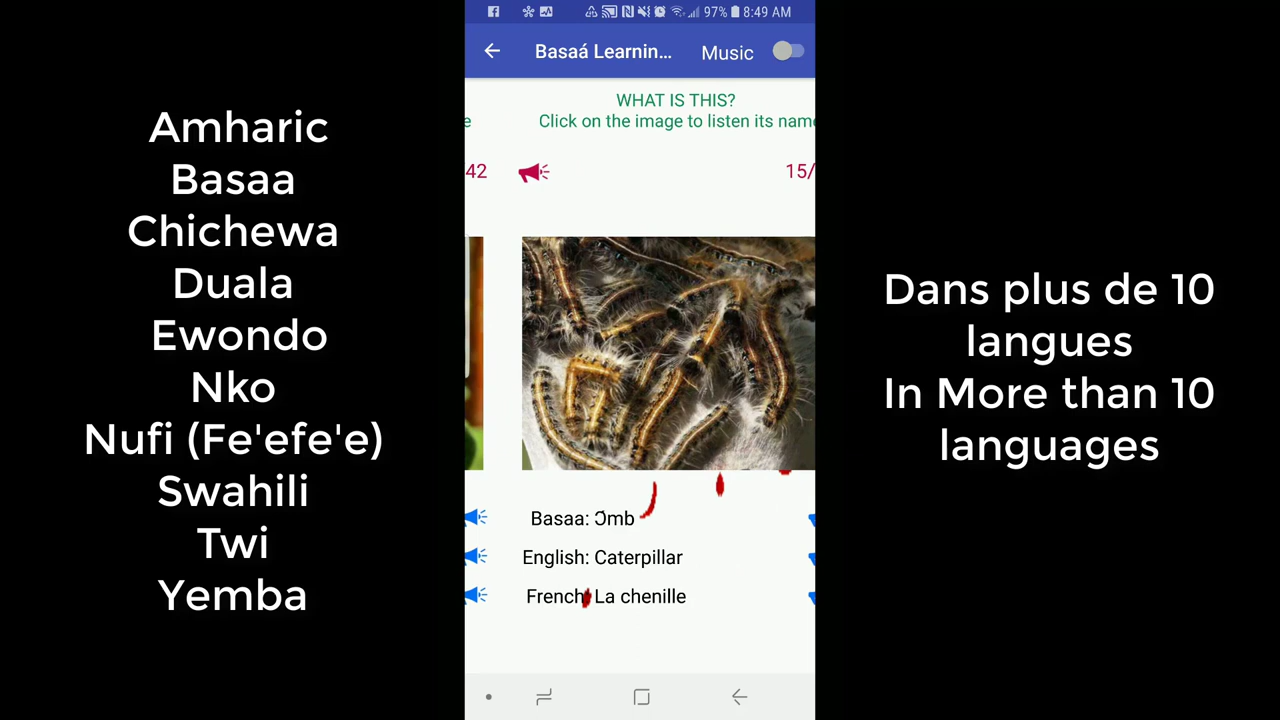 Amharic
Basaa
Chichewa
Duala
Ewondo
Nko
Nufi (Fe'efe'e)
Swahili
Twi
Yemba
97% 8:49 AM
Basaá Learnin... Music
WHAT IS THIS?
e Click on the image to listen its name
42 15/
Basaa: Ɔmb
English: Caterpillar
French: La chenille
Dans plus de 10
langues
In More than 10
languages